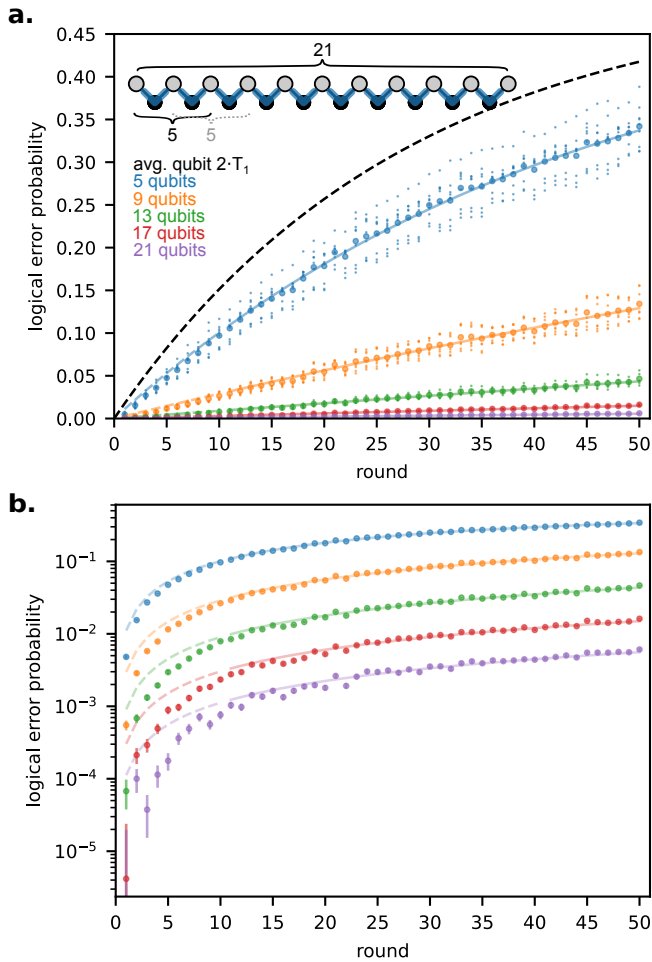 a.
0.45
0.40
0.35
0.30
0.25
0.20
0.15
0.10
0.05
0.00
logical error probability
21
5
5
avg. qubit 2·T₁
5 qubits
9 qubits
13 qubits
17 qubits
21 qubits
0 5 10 15 20 25 30 35 40 45 50
round
b.
10⁻¹
10⁻²
10⁻³
10⁻⁴
10⁻⁵
logical error probability
0 5 10 15 20 25 30 35 40 45 50
round